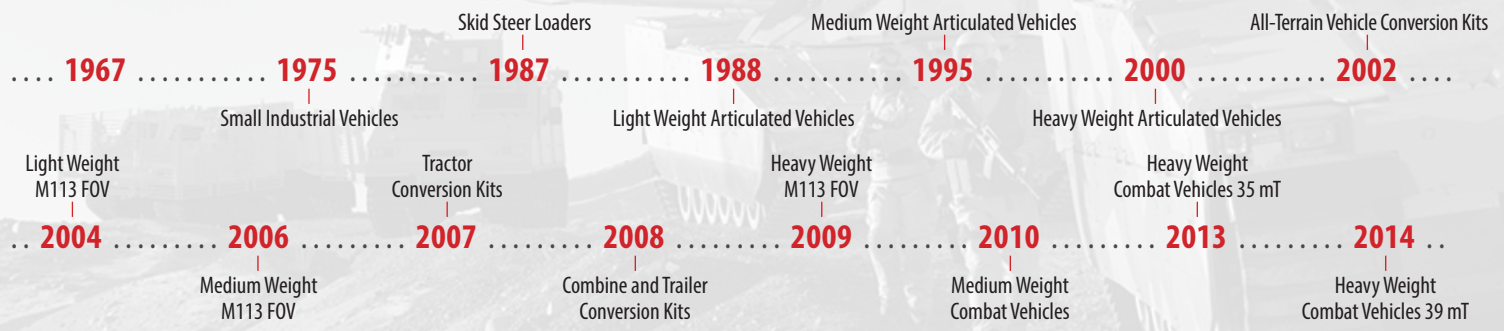 Skid Steer Loaders
Medium Weight Articulated Vehicles
All-Terrain Vehicle Conversion Kits
.... 1967 .......... 1975 .......... 1987 .......... 1988 .......... 1995 .......... 2000 .......... 2002 ....
Small Industrial Vehicles
Light Weight Articulated Vehicles
Heavy Weight Articulated Vehicles
Light Weight
M113 FOV
Tractor
Conversion Kits
Heavy Weight
M113 FOV
Heavy Weight
Combat Vehicles 35 mT
.. 2004 .......... 2006 .......... 2007 .......... 2008 .......... 2009 .......... 2010 .......... 2013 .......... 2014 ..
Medium Weight
M113 FOV
Combine and Trailer
Conversion Kits
Medium Weight
Combat Vehicles
Heavy Weight
Combat Vehicles 39 mT